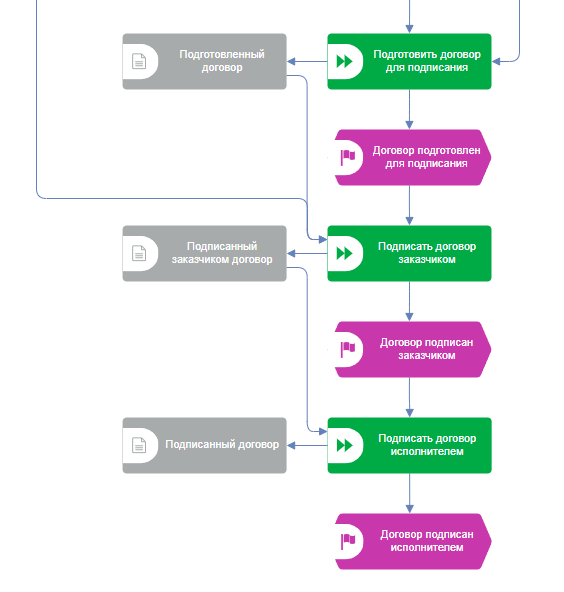 Подготовленный
договор
Подготовить договор
для подписания
Договор подготовлен
для подписания
Подписанный
заказчиком договор
Подписать договор
заказчиком
Договор подписан
заказчиком
Подписанный договор
Подписать договор
исполнителем
Договор подписан
исполнителем